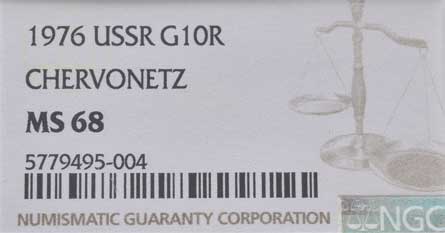 1976 USSR G10R
CHERVONETZ
MS 68
5779495-004
NUMISMATIC GUARANTY CORPORATION
NGC